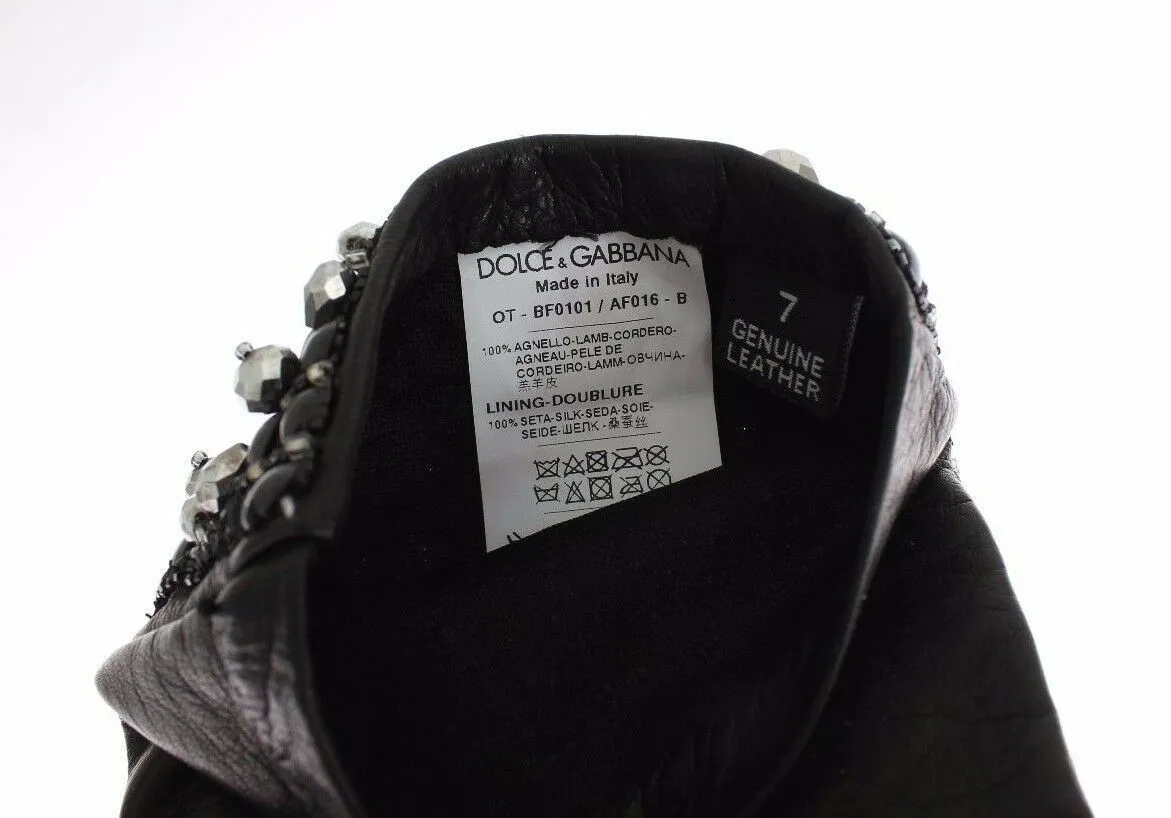 DOLCE & GABBANA
Made in Italy
OT - BF0101 / AF016 - B
100% AGNELLO-LAMB-CORDERO-
AGNEAU-PELE DE
CORDEIRO-LAMM-ОВЧИНА-
羔羊皮
LINING-DOUBLURE
100% SETA-SILK-SEDA-SOIE-
SEIDE-ШЕЛК-桑蚕丝
7
GENUINE
LEATHER